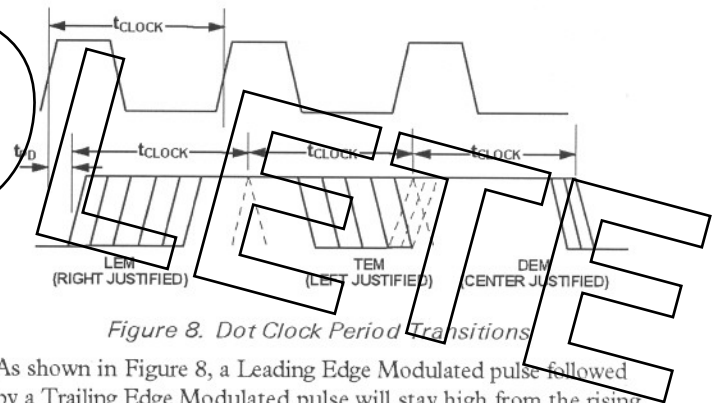 tCLOCK
tPD tCLOCK tCLOCK tCLOCK
LEM TEM DEM
(RIGHT JUSTIFIED) (LEFT JUSTIFIED) (CENTER JUSTIFIED)
Figure 8. Dot Clock Period Transitions
As shown in Figure 8, a Leading Edge Modulated pulse followed
by a Trailing Edge Modulated pulse will stay high from the rising
LETE